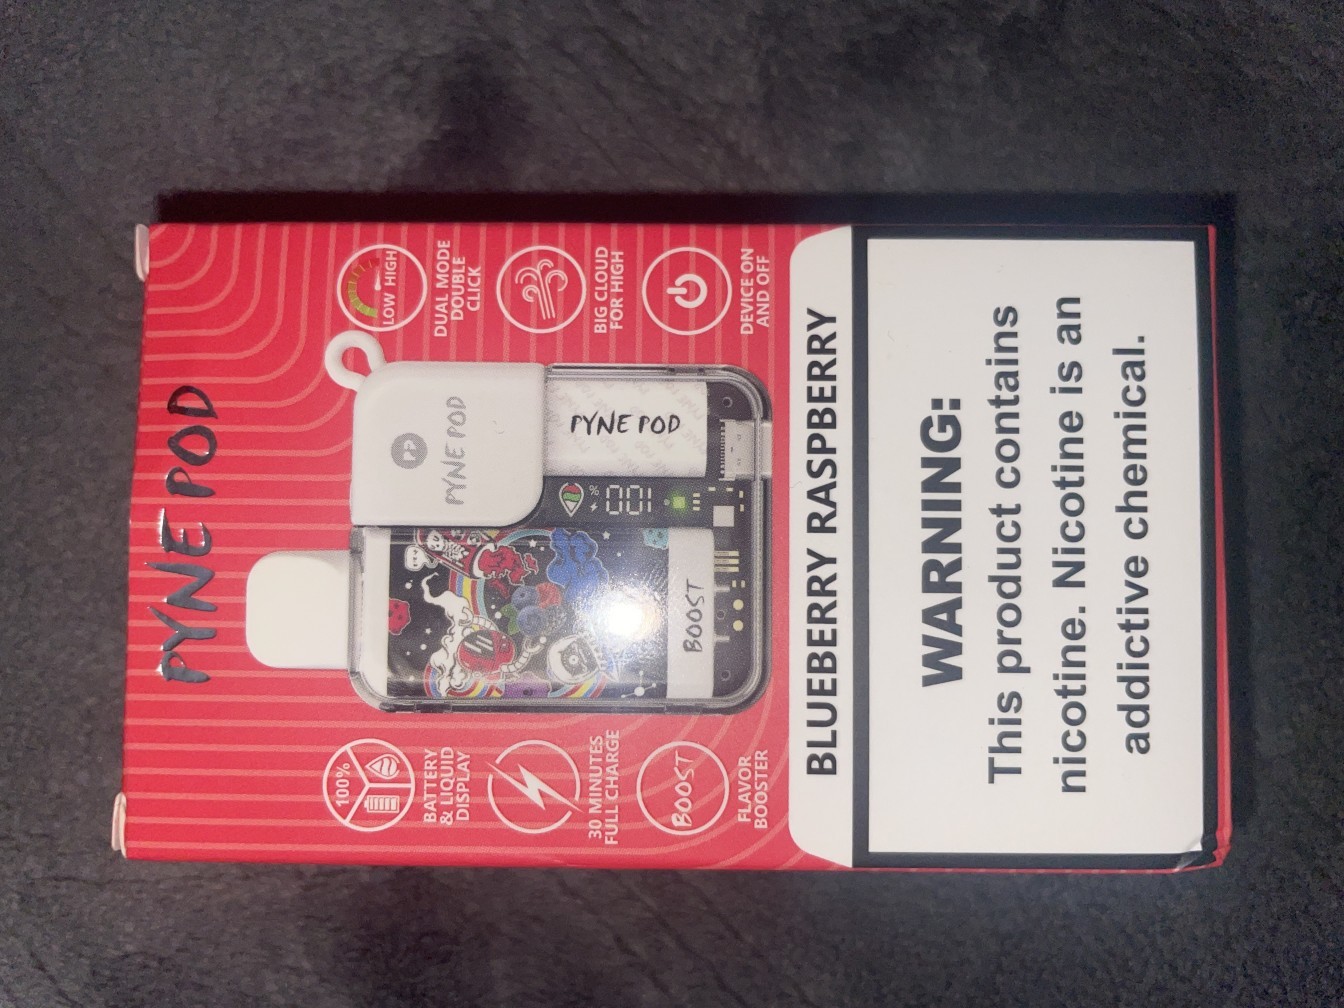 PYNE POD
100%
BATTERY
& LIQUID
DISPLAY
30 MINUTES
FULL CHARGE
BOOST
FLAVOR
BOOSTER
PYNE POD
PYNE POD
%
100
BOOST
LOW HIGH
DUAL MODE
DOUBLE
CLICK
BIG CLOUD
FOR HIGH
DEVICE ON
AND OFF
BLUEBERRY RASPBERRY
WARNING:
This product contains
nicotine. Nicotine is an
addictive chemical.